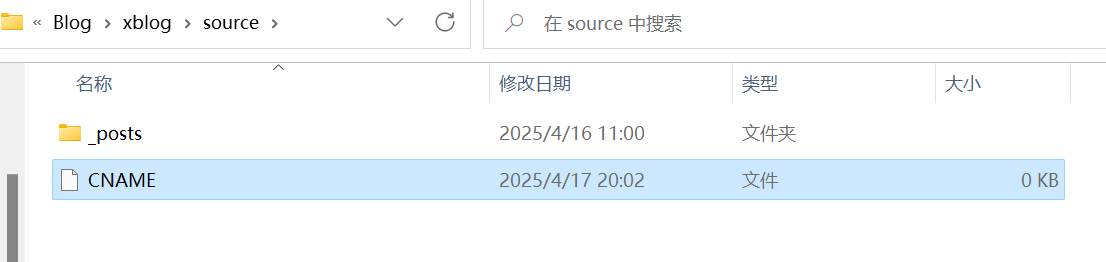 « Blog › xblog › source › 在 source 中搜索
名称 修改日期 类型 大小
_posts 2025/4/16 11:00 文件夹
CNAME 2025/4/17 20:02 文件 0 KB